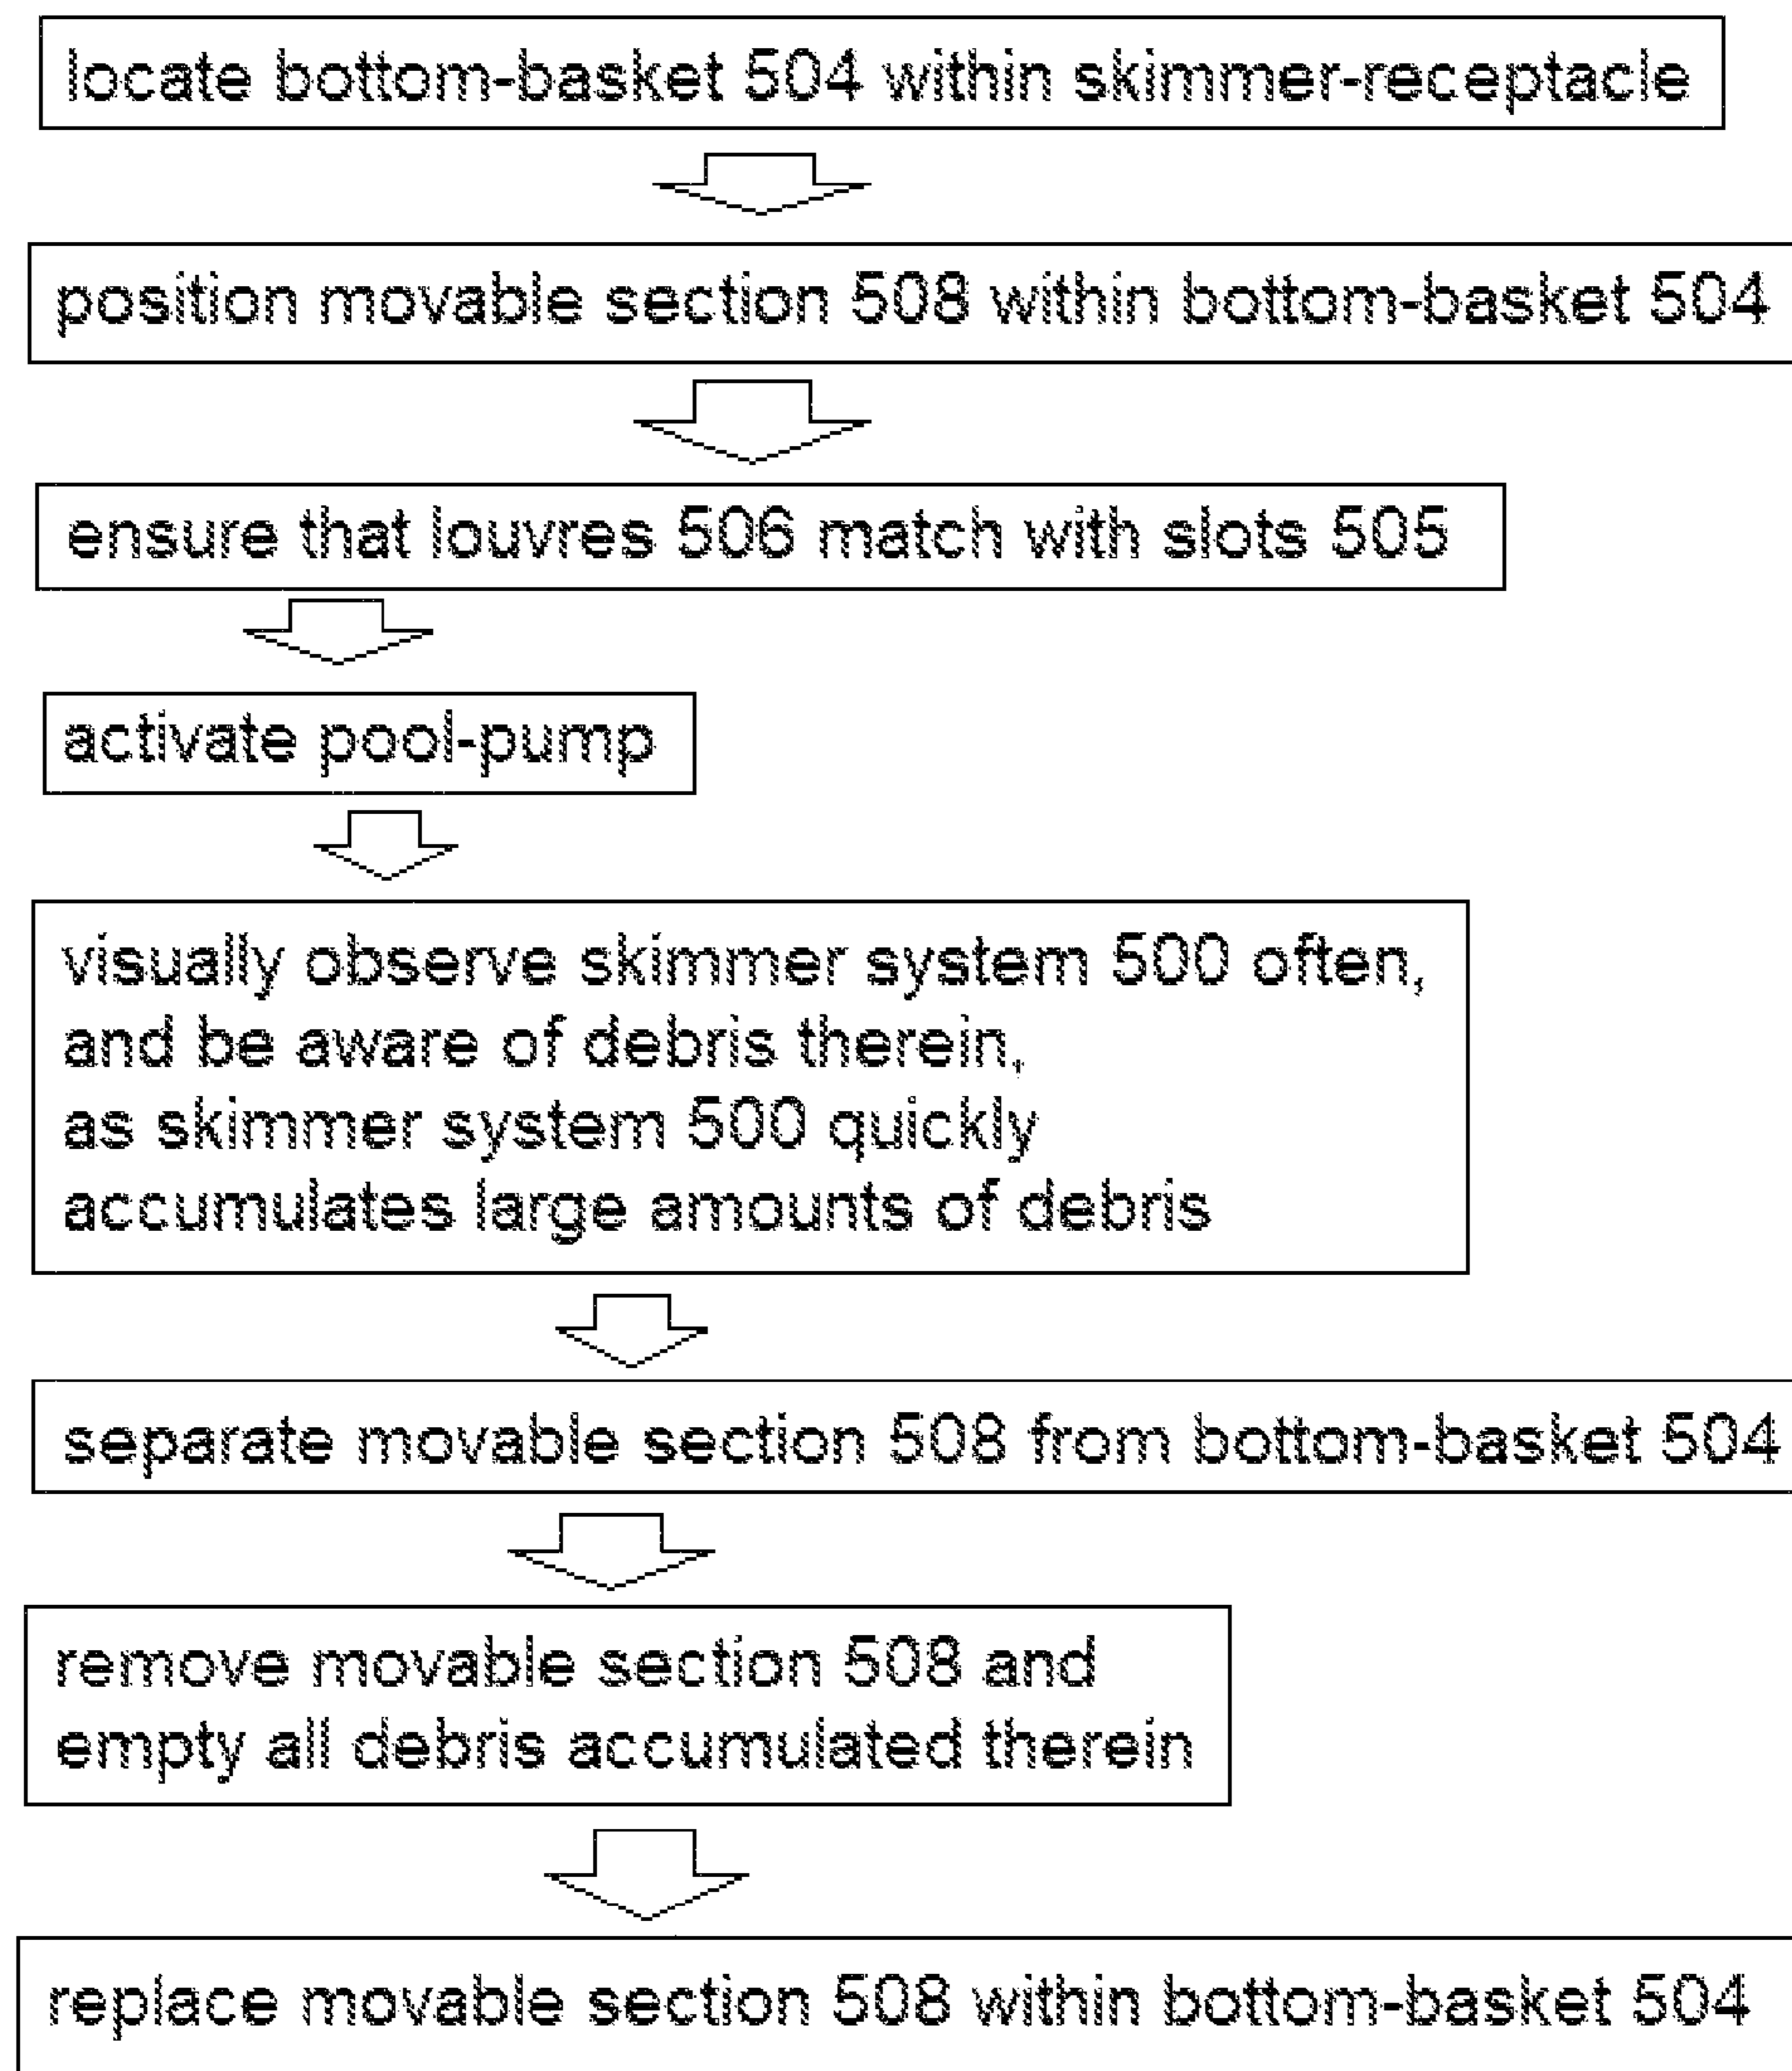 locate bottom-basket 504 within skimmer-receptacle
position movable section 508 within bottom-basket 504
ensure that louvres 506 match with slots 505
activate pool-pump
visually observe skimmer system 500 often,
and be aware of debris therein,
as skimmer system 500 quickly
accumulates large amounts of debris
separate movable section 508 from bottom-basket 504
remove movable section 508 and
empty all debris accumulated therein
replace movable section 508 within bottom-basket 504